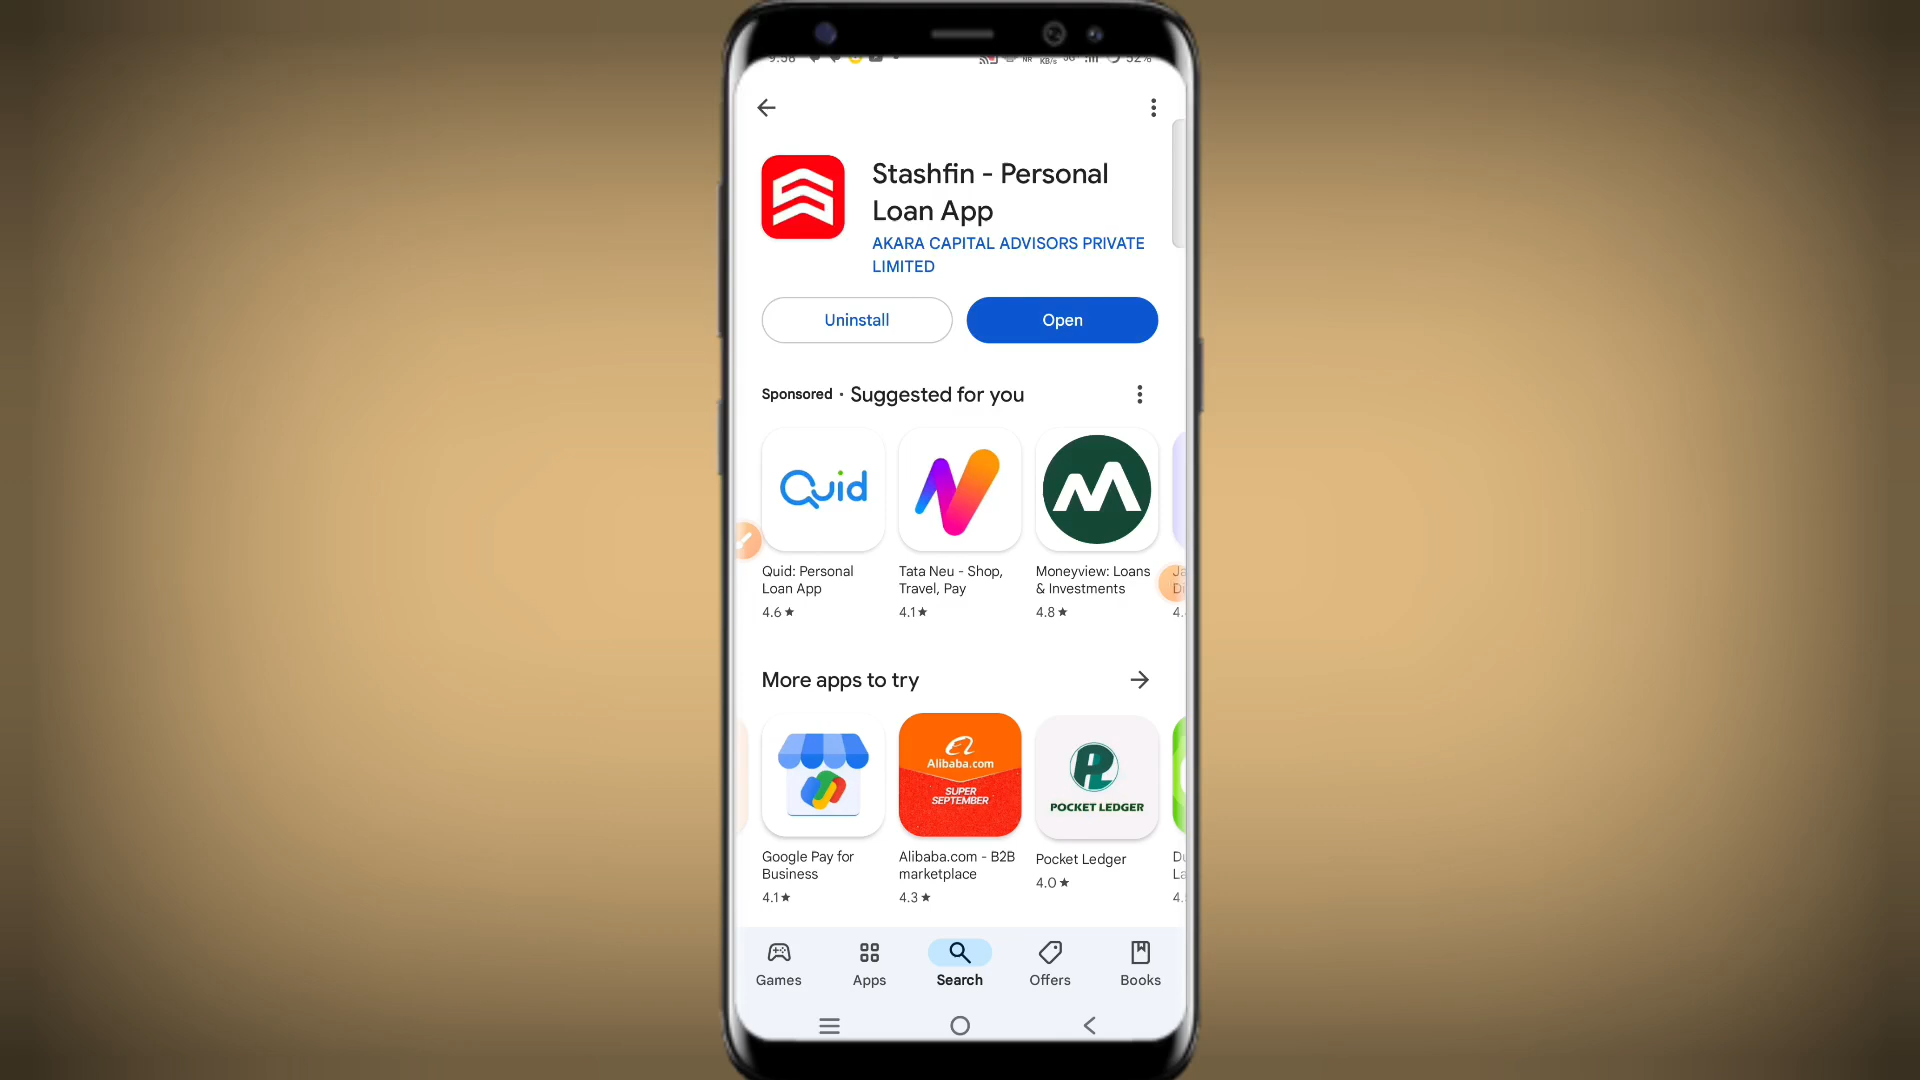 9:58
52%
Stashfin - Personal
Loan App
AKARA CAPITAL ADVISORS PRIVATE
LIMITED
Uninstall
Open
Sponsored · Suggested for you
Quid
Quid: Personal
Loan App
4.6 ★
Tata Neu - Shop,
Travel, Pay
4.1 ★
Moneyview: Loans
& Investments
4.8 ★
More apps to try
Alibaba.com
SUPER
SEPTEMBER
POCKET LEDGER
Google Pay for
Business
4.1 ★
Alibaba.com - B2B
marketplace
4.3 ★
Pocket Ledger
4.0 ★
Games
Apps
Search
Offers
Books